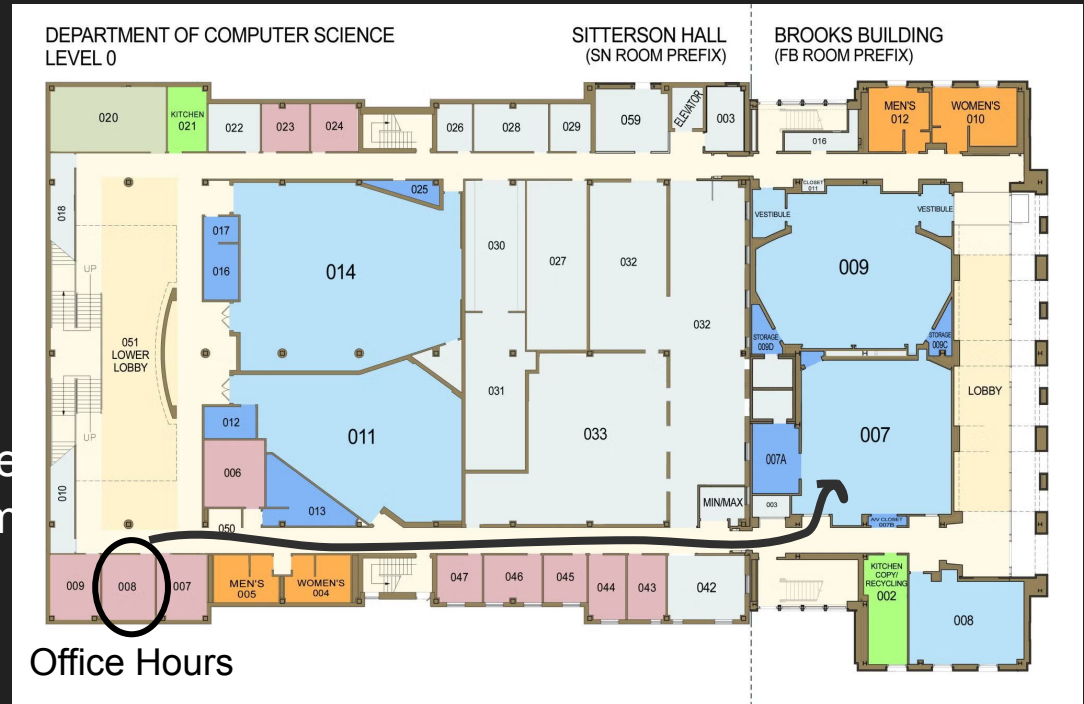 DEPARTMENT OF COMPUTER SCIENCE
LEVEL 0
SITTERSON HALL
(SN ROOM PREFIX)
BROOKS BUILDING
(FB ROOM PREFIX)
020
KITCHEN
021
022
023
024
026
028
029
059
ELEVATOR
003
016
MEN'S
012
WOMEN'S
010
018
017
016
014
025
030
027
032
032
CLOSET
011
VESTIBULE
VESTIBULE
009
STORAGE
009D
STORAGE
009C
UP
051
LOWER
LOBBY
UP
012
011
006
013
050
010
031
033
MIN/MAX
007A
007
003
A/V CLOSET
007B
LOBBY
e
m
009
008
007
MEN'S
005
WOMEN'S
004
047
046
045
044
043
042
KITCHEN
COPY/
RECYCLING
002
008
Office Hours